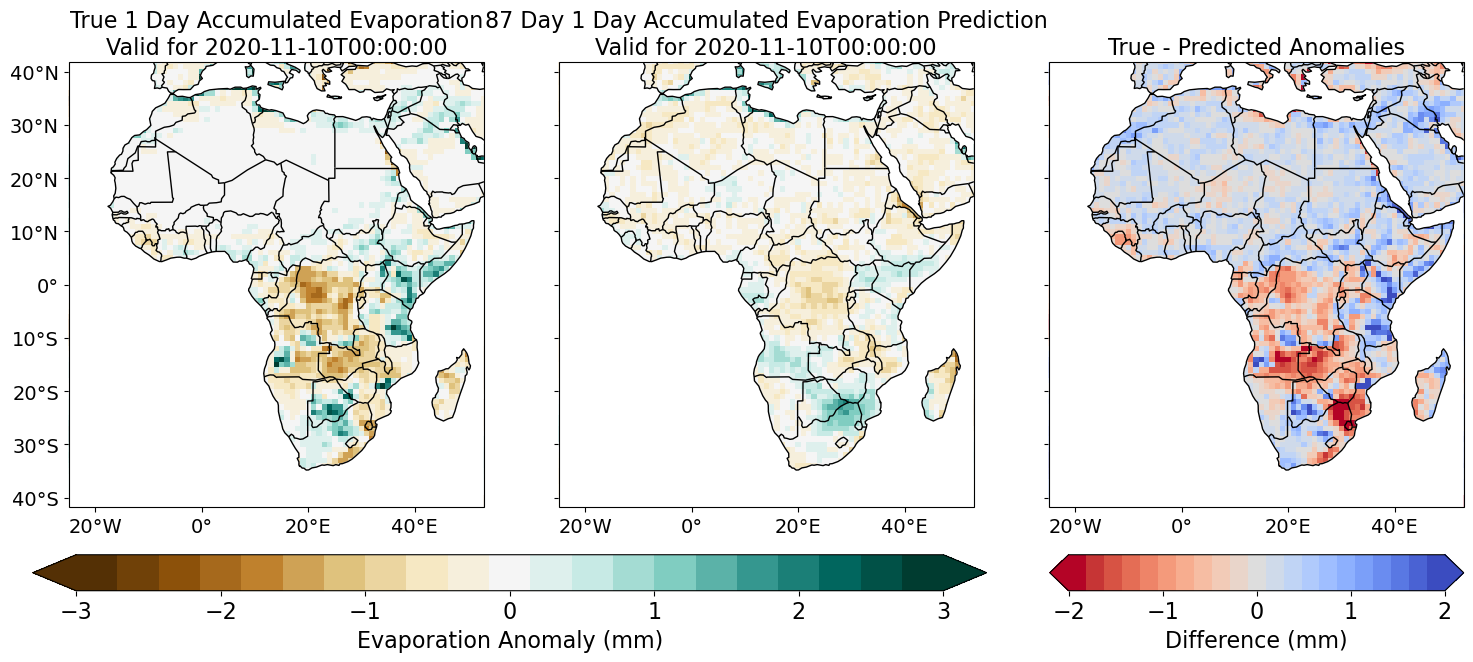 True 1 Day Accumulated Evaporation
Valid for 2020-11-10T00:00:00
87 Day 1 Day Accumulated Evaporation Prediction
Valid for 2020-11-10T00:00:00
True - Predicted Anomalies
40°N
30°N
20°N
10°N
0°
10°S
20°S
30°S
40°S
20°W 0° 20°E 40°E
20°W 0° 20°E 40°E
20°W 0° 20°E 40°E
−3 −2 −1 0 1 2 3
Evaporation Anomaly (mm)
−2 −1 0 1 2
Difference (mm)